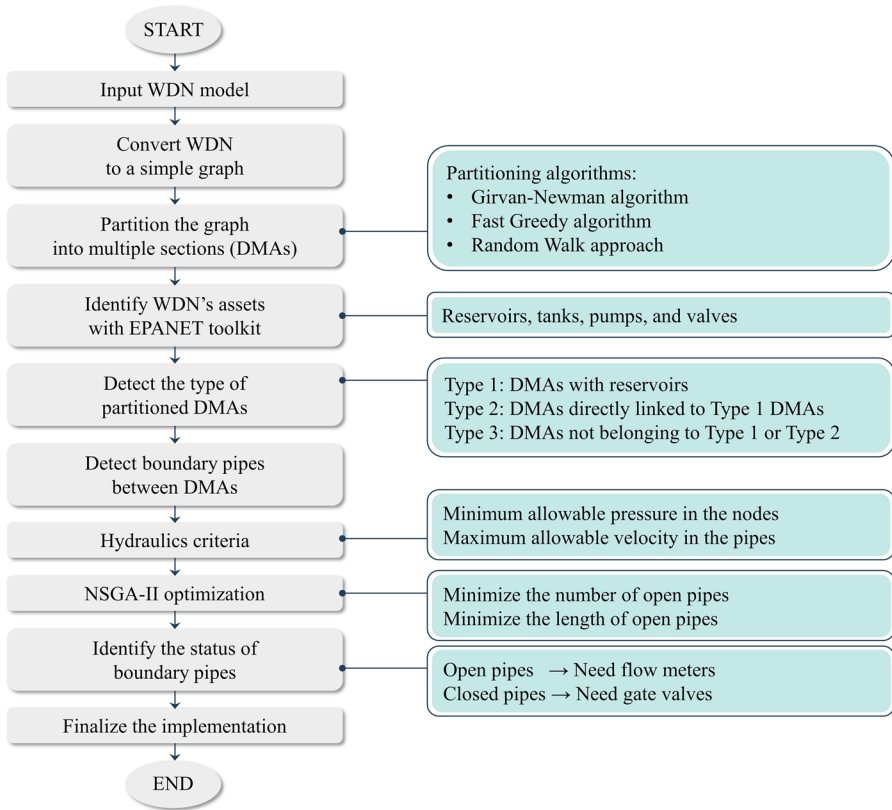 START
Input WDN model
Convert WDN
to a simple graph
Partition the graph
into multiple sections (DMAs)
Partitioning algorithms:
• Girvan-Newman algorithm
• Fast Greedy algorithm
• Random Walk approach
Identify WDN's assets
with EPANET toolkit
Reservoirs, tanks, pumps, and valves
Detect the type of
partitioned DMAs
Type 1: DMAs with reservoirs
Type 2: DMAs directly linked to Type 1 DMAs
Type 3: DMAs not belonging to Type 1 or Type 2
Detect boundary pipes
between DMAs
Hydraulics criteria
Minimum allowable pressure in the nodes
Maximum allowable velocity in the pipes
NSGA-II optimization
Minimize the number of open pipes
Minimize the length of open pipes
Identify the status of
boundary pipes
Open pipes → Need flow meters
Closed pipes → Need gate valves
Finalize the implementation
END